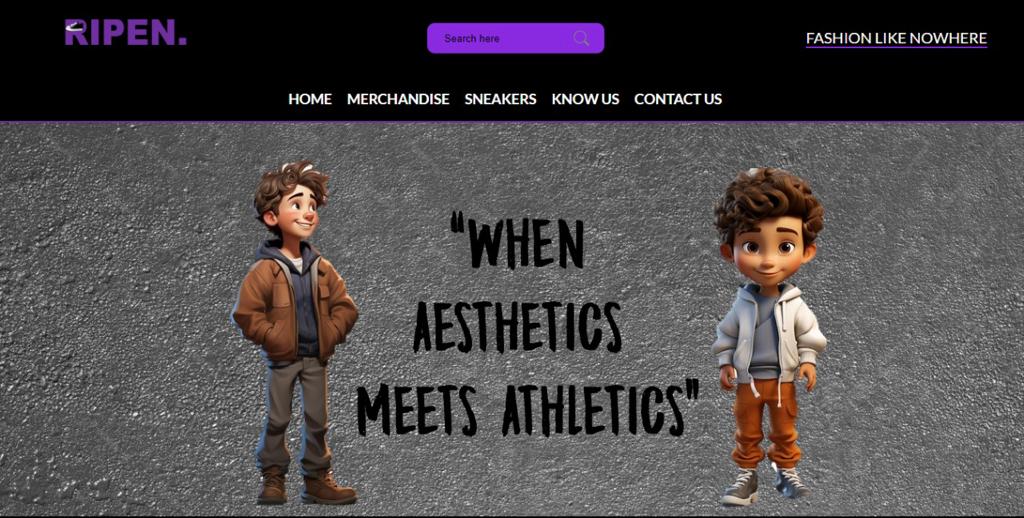 RIPEN.
Search here
FASHION LIKE NOWHERE
HOME MERCHANDISE SNEAKERS KNOW US CONTACT US
"WHEN
AESTHETICS
MEETS ATHLETICS"